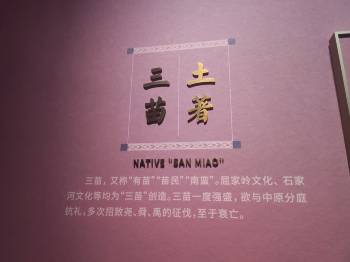 土著
三苗
NATIVE "SAN MIAO"
三苗，又称“有苗”“苗民”“南蛮”。屈家岭文化、石家
河文化等均为“三苗”创造。三苗一度强盛，欲与中原分庭
抗礼，多次招致尧、舜、禹的征伐，至于衰亡。